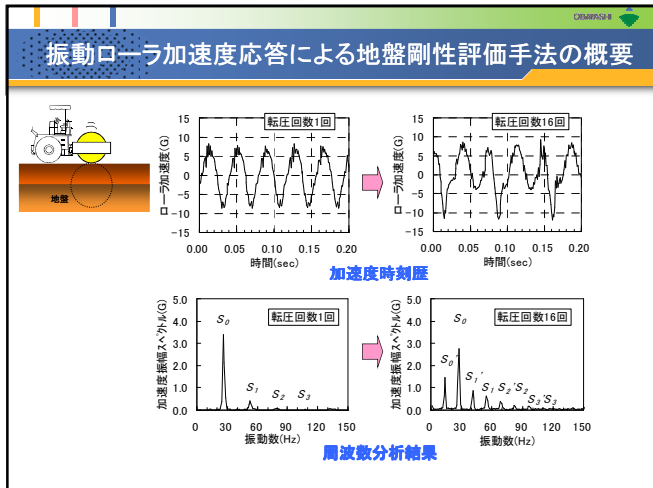 OBAYASHI
振動ローラ加速度応答による地盤剛性評価手法の概要
地盤
転圧回数1回
ローラ加速度(G)
15
10
5
0
-5
-10
-15
0.00 0.05 0.10 0.15 0.20
時間(sec)
転圧回数16回
ローラ加速度(G)
15
10
5
0
-5
-10
-15
0.00 0.05 0.10 0.15 0.20
時間(sec)
加速度時刻歴
転圧回数1回
加速度振幅スペクトル(G)
5.0
4.0
3.0
2.0
1.0
0.0
S0
S1
S2
S3
0 30 60 90 120 150
振動数(Hz)
転圧回数16回
加速度振幅スペクトル(G)
5.0
4.0
3.0
2.0
1.0
0.0
S0
S0'
S1'
S1
S2'
S2
S3'
S3
0 30 60 90 120 150
振動数(Hz)
周波数分析結果